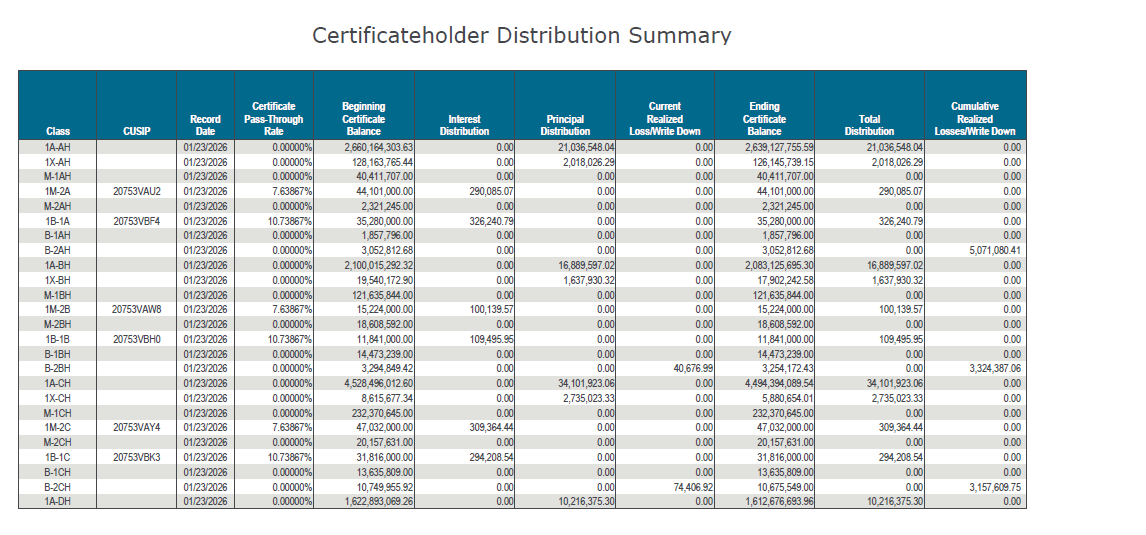 Certificateholder Distribution Summary
Class CUSIP Record Date Certificate Pass-Through Rate Beginning Certificate Balance Interest Distribution Principal Distribution Current Realized Loss/Write Down Ending Certificate Balance Total Distribution Cumulative Realized Losses/Write Down
1A-AH 01/23/2026 0.00000% 2,660,164,303.63 0.00 21,036,548.04 0.00 2,639,127,755.59 21,036,548.04 0.00
1X-AH 01/23/2026 0.00000% 128,163,765.44 0.00 2,018,026.29 0.00 126,145,739.15 2,018,026.29 0.00
M-1AH 01/23/2026 0.00000% 40,411,707.00 0.00 0.00 0.00 40,411,707.00 0.00 0.00
1M-2A 20753VAU2 01/23/2026 7.63867% 44,101,000.00 290,085.07 0.00 0.00 44,101,000.00 290,085.07 0.00
M-2AH 01/23/2026 0.00000% 2,321,245.00 0.00 0.00 0.00 2,321,245.00 0.00 0.00
1B-1A 20753VBF4 01/23/2026 10.73867% 35,280,000.00 326,240.79 0.00 0.00 35,280,000.00 326,240.79 0.00
B-1AH 01/23/2026 0.00000% 1,857,796.00 0.00 0.00 0.00 1,857,796.00 0.00 0.00
B-2AH 01/23/2026 0.00000% 3,052,812.68 0.00 0.00 0.00 3,052,812.68 0.00 5,071,080.41
1A-BH 01/23/2026 0.00000% 2,100,015,292.32 0.00 16,889,597.02 0.00 2,083,125,695.30 16,889,597.02 0.00
1X-BH 01/23/2026 0.00000% 19,540,172.90 0.00 1,637,930.32 0.00 17,902,242.58 1,637,930.32 0.00
M-1BH 01/23/2026 0.00000% 121,635,844.00 0.00 0.00 0.00 121,635,844.00 0.00 0.00
1M-2B 20753VAW8 01/23/2026 7.63867% 15,224,000.00 100,139.57 0.00 0.00 15,224,000.00 100,139.57 0.00
M-2BH 01/23/2026 0.00000% 18,608,592.00 0.00 0.00 0.00 18,608,592.00 0.00 0.00
1B-1B 20753VBH0 01/23/2026 10.73867% 11,841,000.00 109,495.95 0.00 0.00 11,841,000.00 109,495.95 0.00
B-1BH 01/23/2026 0.00000% 14,473,239.00 0.00 0.00 0.00 14,473,239.00 0.00 0.00
B-2BH 01/23/2026 0.00000% 3,294,849.42 0.00 0.00 40,676.99 3,254,172.43 0.00 3,324,387.06
1A-CH 01/23/2026 0.00000% 4,528,496,012.60 0.00 34,101,923.06 0.00 4,494,394,089.54 34,101,923.06 0.00
1X-CH 01/23/2026 0.00000% 8,615,677.34 0.00 2,735,023.33 0.00 5,880,654.01 2,735,023.33 0.00
M-1CH 01/23/2026 0.00000% 232,370,645.00 0.00 0.00 0.00 232,370,645.00 0.00 0.00
1M-2C 20753VAY4 01/23/2026 7.63867% 47,032,000.00 309,364.44 0.00 0.00 47,032,000.00 309,364.44 0.00
M-2CH 01/23/2026 0.00000% 20,157,631.00 0.00 0.00 0.00 20,157,631.00 0.00 0.00
1B-1C 20753VBK3 01/23/2026 10.73867% 31,816,000.00 294,208.54 0.00 0.00 31,816,000.00 294,208.54 0.00
B-1CH 01/23/2026 0.00000% 13,635,809.00 0.00 0.00 0.00 13,635,809.00 0.00 0.00
B-2CH 01/23/2026 0.00000% 10,749,955.92 0.00 0.00 74,406.92 10,675,549.00 0.00 3,157,609.75
1A-DH 01/23/2026 0.00000% 1,622,893,069.26 0.00 10,216,375.30 0.00 1,612,676,693.96 10,216,375.30 0.00